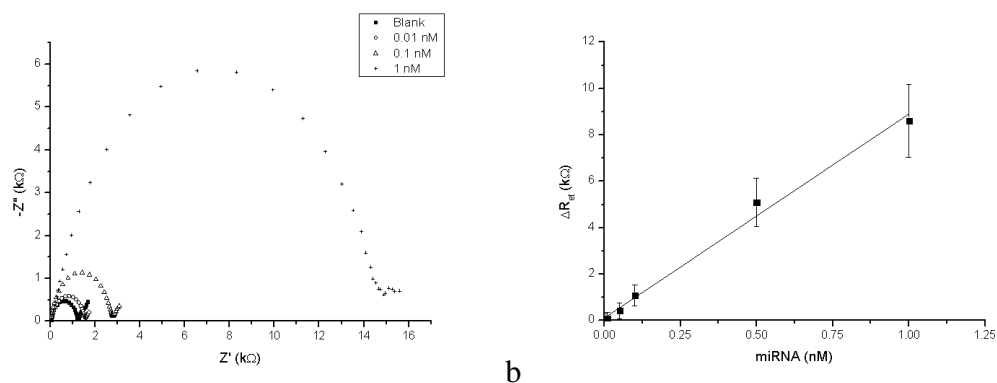 Blank
0.01 nM
0.1 nM
1 nM
6
5
4
3
2
1
0
-Z" (kΩ)
0 2 4 6 8 10 12 14 16
Z' (kΩ)
b
12
10
8
6
4
2
0
ΔRet (kΩ)
0.00 0.25 0.50 0.75 1.00 1.25
miRNA (nM)